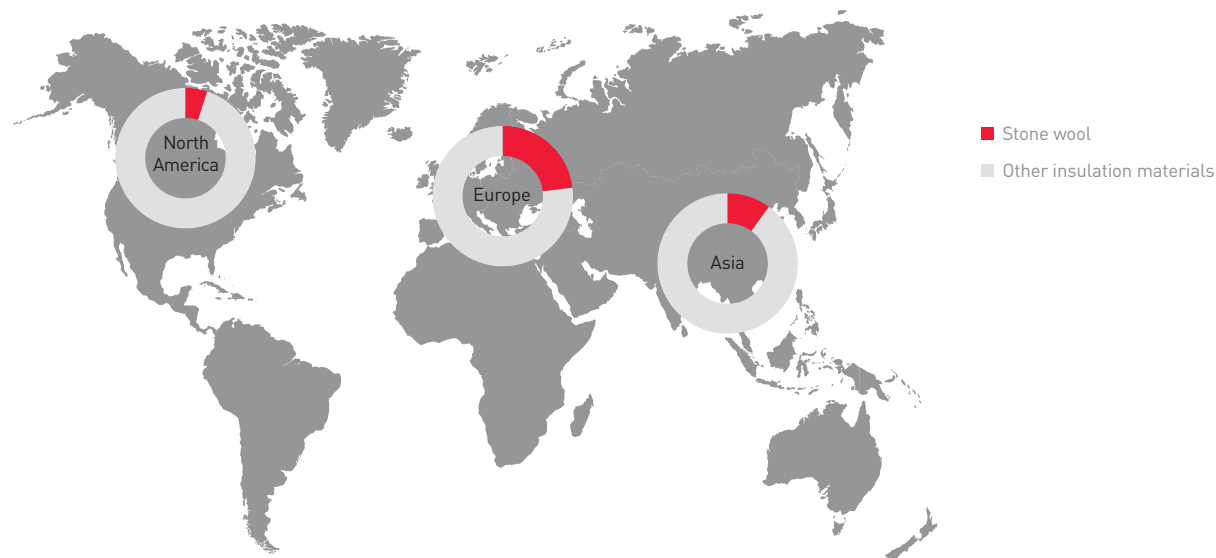 North
America
Europe
Asia
Stone wool
Other insulation materials